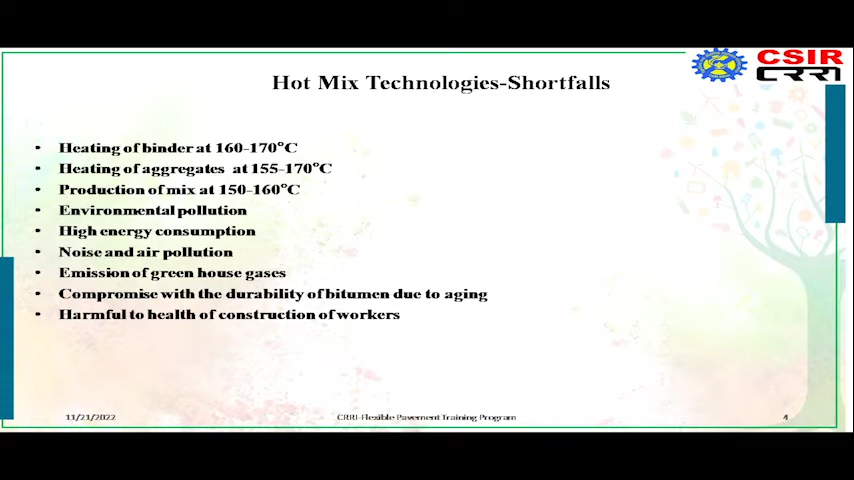 CSIR
CRRI
Hot Mix Technologies-Shortfalls
• Heating of binder at 160-170°C
• Heating of aggregates at 155-170°C
• Production of mix at 150-160°C
• Environmental pollution
• High energy consumption
• Noise and air pollution
• Emission of green house gases
• Compromise with the durability of bitumen due to aging
• Harmful to health of construction of workers
11/21/2022 CRRI-Flexible Pavement Training Program 4